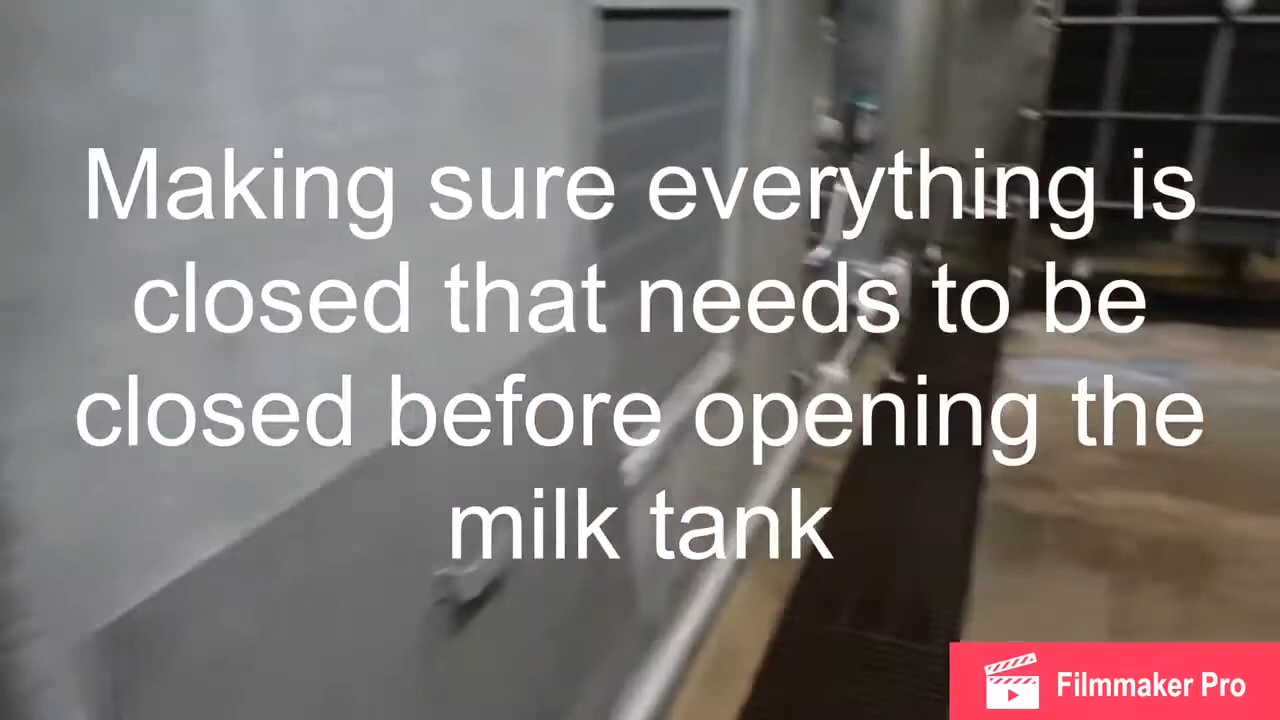 Making sure everything is
closed that needs to be
closed before opening the
milk tank
Filmmaker Pro